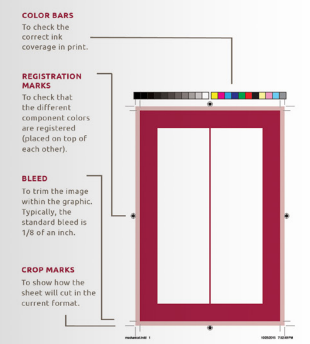 COLOR BARS
To check the
correct ink
coverage in print.
REGISTRATION
MARKS
To check that
the different
component colors
are registered
(placed on top of
each other).
BLEED
To trim the image
within the graphic.
Typically, the
standard bleed is
1/8 of an inch.
CROP MARKS
To show how the
sheet will cut in the
current format.